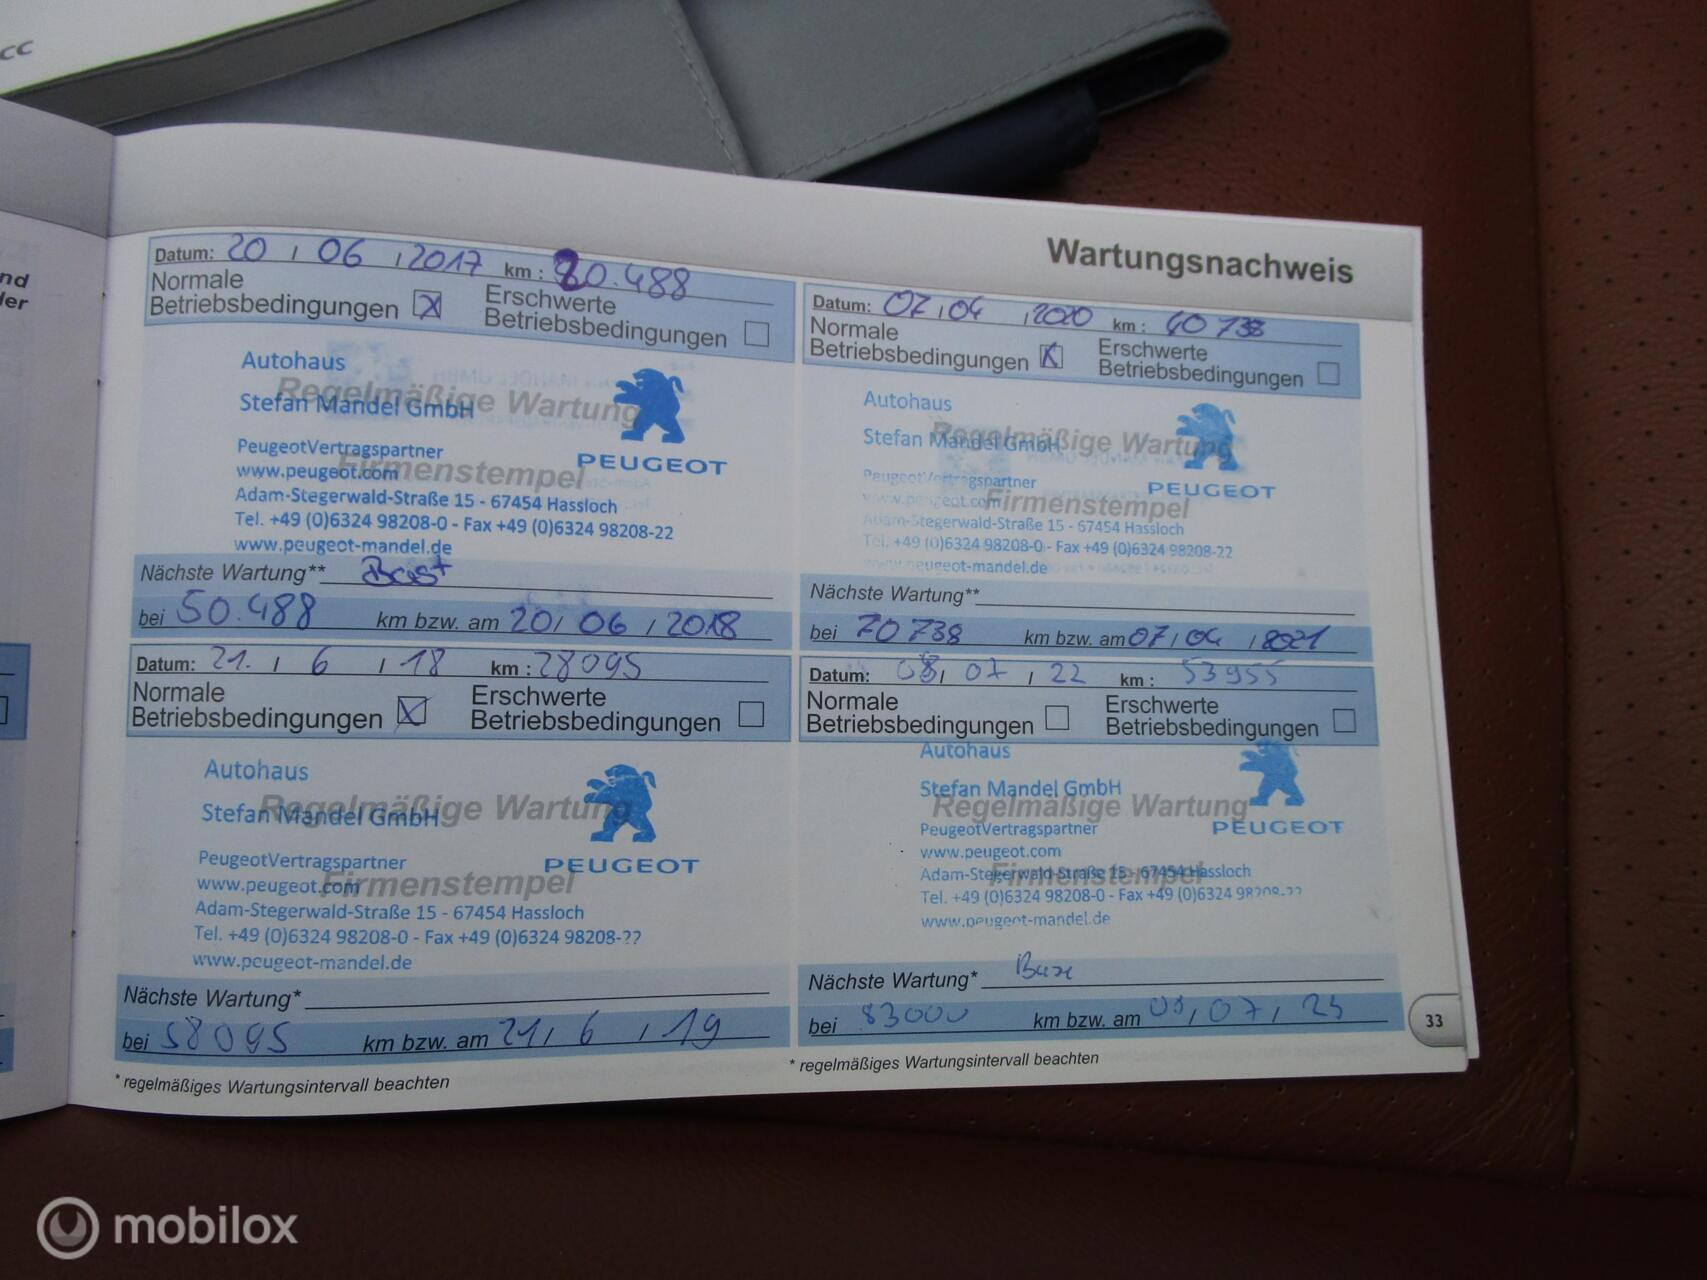 cc
nd
der
Wartungsnachweis
Datum: 20 / 06 / 2017 km : 20.488
Normale Betriebsbedingungen X Erschwerte Betriebsbedingungen
Autohaus
Regelmäßige Wartung
Stefan Mandel GmbH
PeugeotVertragspartner
www.peugeot.com
Firmenstempel
PEUGEOT
Adam-Stegerwald-Straße 15 - 67454 Hassloch
Tel. +49 (0)6324 98208-0 - Fax +49 (0)6324 98208-22
www.peugeot-mandel.de
Nächste Wartung**
bei 50.488 km bzw. am 20 / 06 / 2018
Datum: 21. / 6 / 18 km : 28095
Normale Betriebsbedingungen X Erschwerte Betriebsbedingungen
Autohaus
Regelmäßige Wartung
Stefan Mandel GmbH
PeugeotVertragspartner
www.peugeot.com
Firmenstempel
PEUGEOT
Adam-Stegerwald-Straße 15 - 67454 Hassloch
Tel. +49 (0)6324 98208-0 - Fax +49 (0)6324 98208-22
www.peugeot-mandel.de
Nächste Wartung*
bei 58095 km bzw. am 21 / 6 / 19
* regelmäßiges Wartungsintervall beachten
Datum: 07 / 04 / 2020 km : 40738
Normale Betriebsbedingungen X Erschwerte Betriebsbedingungen
Autohaus
Regelmäßige Wartung
Stefan Mandel GmbH
PeugeotVertragspartner
www.peugeot.com
Firmenstempel
PEUGEOT
Adam-Stegerwald-Straße 15 - 67454 Hassloch
Tel. +49 (0)6324 98208-0 - Fax +49 (0)6324 98208-22
www.peugeot-mandel.de
Nächste Wartung**
bei 70738 km bzw. am 07 / 04 / 2021
Datum: 08 / 07 / 22 km : 53955
Normale Betriebsbedingungen Erschwerte Betriebsbedingungen
Autohaus
Stefan Mandel GmbH
Regelmäßige Wartung
PEUGEOT
PeugeotVertragspartner
www.peugeot.com
Adam-Stegerwald-Straße 15 - 67454 Hassloch
Firmenstempel
Tel. +49 (0)6324 98208-0 - Fax +49 (0)6324 98208-22
www.peugeot-mandel.de
Nächste Wartung*
bei 83000 km bzw. am 08 / 07 /
* regelmäßiges Wartungsintervall beachten
33
mobilox